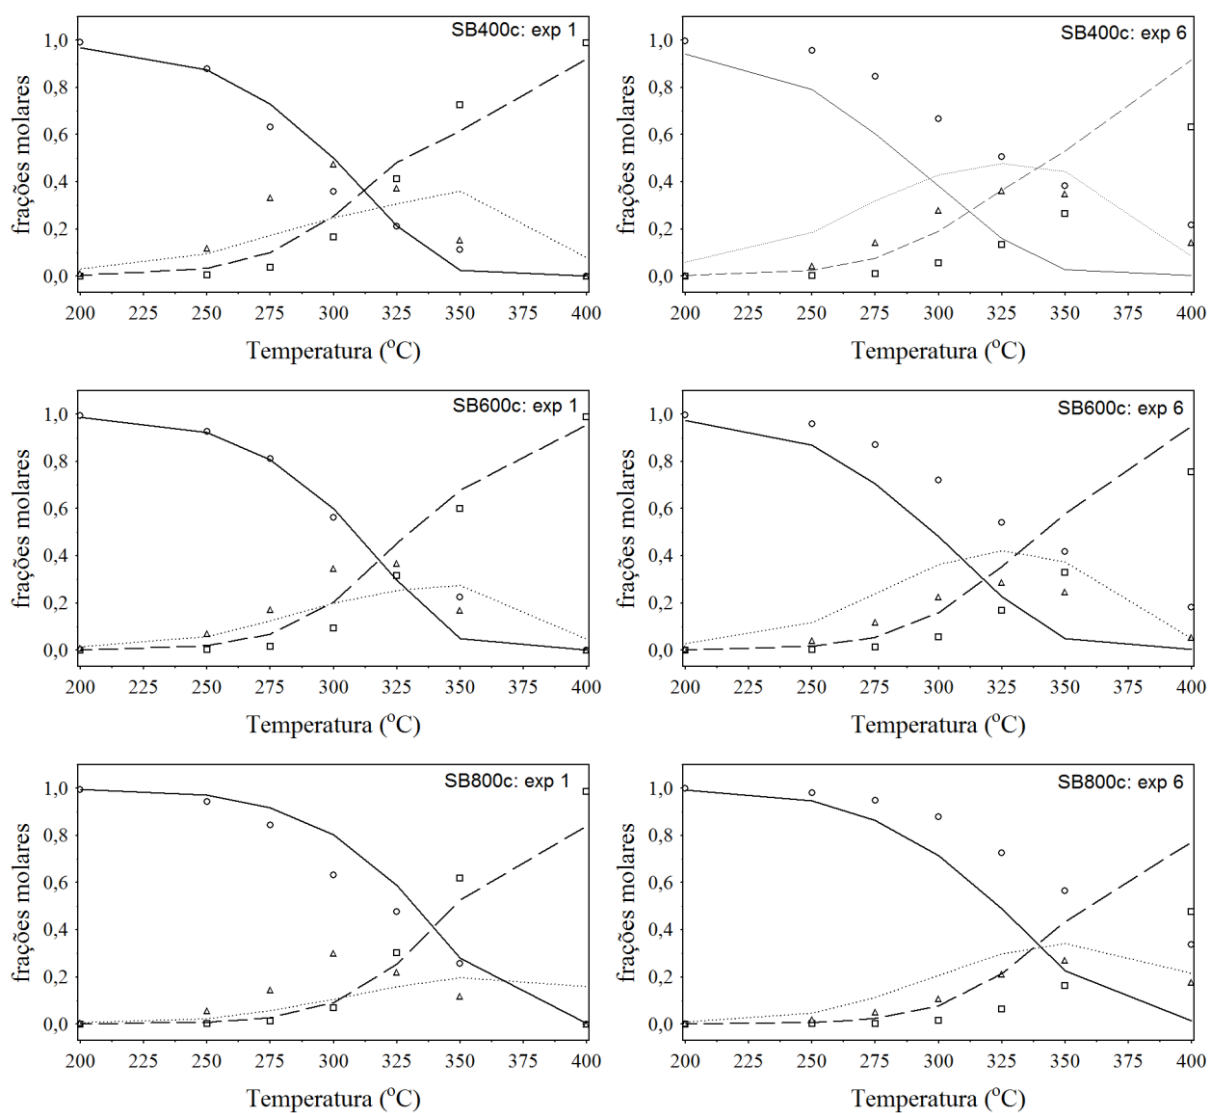 SB400c: exp 1
1,0
0,8
0,6
0,4
0,2
0,0
frações molares
200 225 250 275 300 325 350 375 400
Temperatura (°C)
SB400c: exp 6
1,0
0,8
0,6
0,4
0,2
0,0
frações molares
200 225 250 275 300 325 350 375 400
Temperatura (°C)
SB600c: exp 1
1,0
0,8
0,6
0,4
0,2
0,0
frações molares
200 225 250 275 300 325 350 375 400
Temperatura (°C)
SB600c: exp 6
1,0
0,8
0,6
0,4
0,2
0,0
frações molares
200 225 250 275 300 325 350 375 400
Temperatura (°C)
SB800c: exp 1
1,0
0,8
0,6
0,4
0,2
0,0
frações molares
200 225 250 275 300 325 350 375 400
Temperatura (°C)
SB800c: exp 6
1,0
0,8
0,6
0,4
0,2
0,0
frações molares
200 225 250 275 300 325 350 375 400
Temperatura (°C)